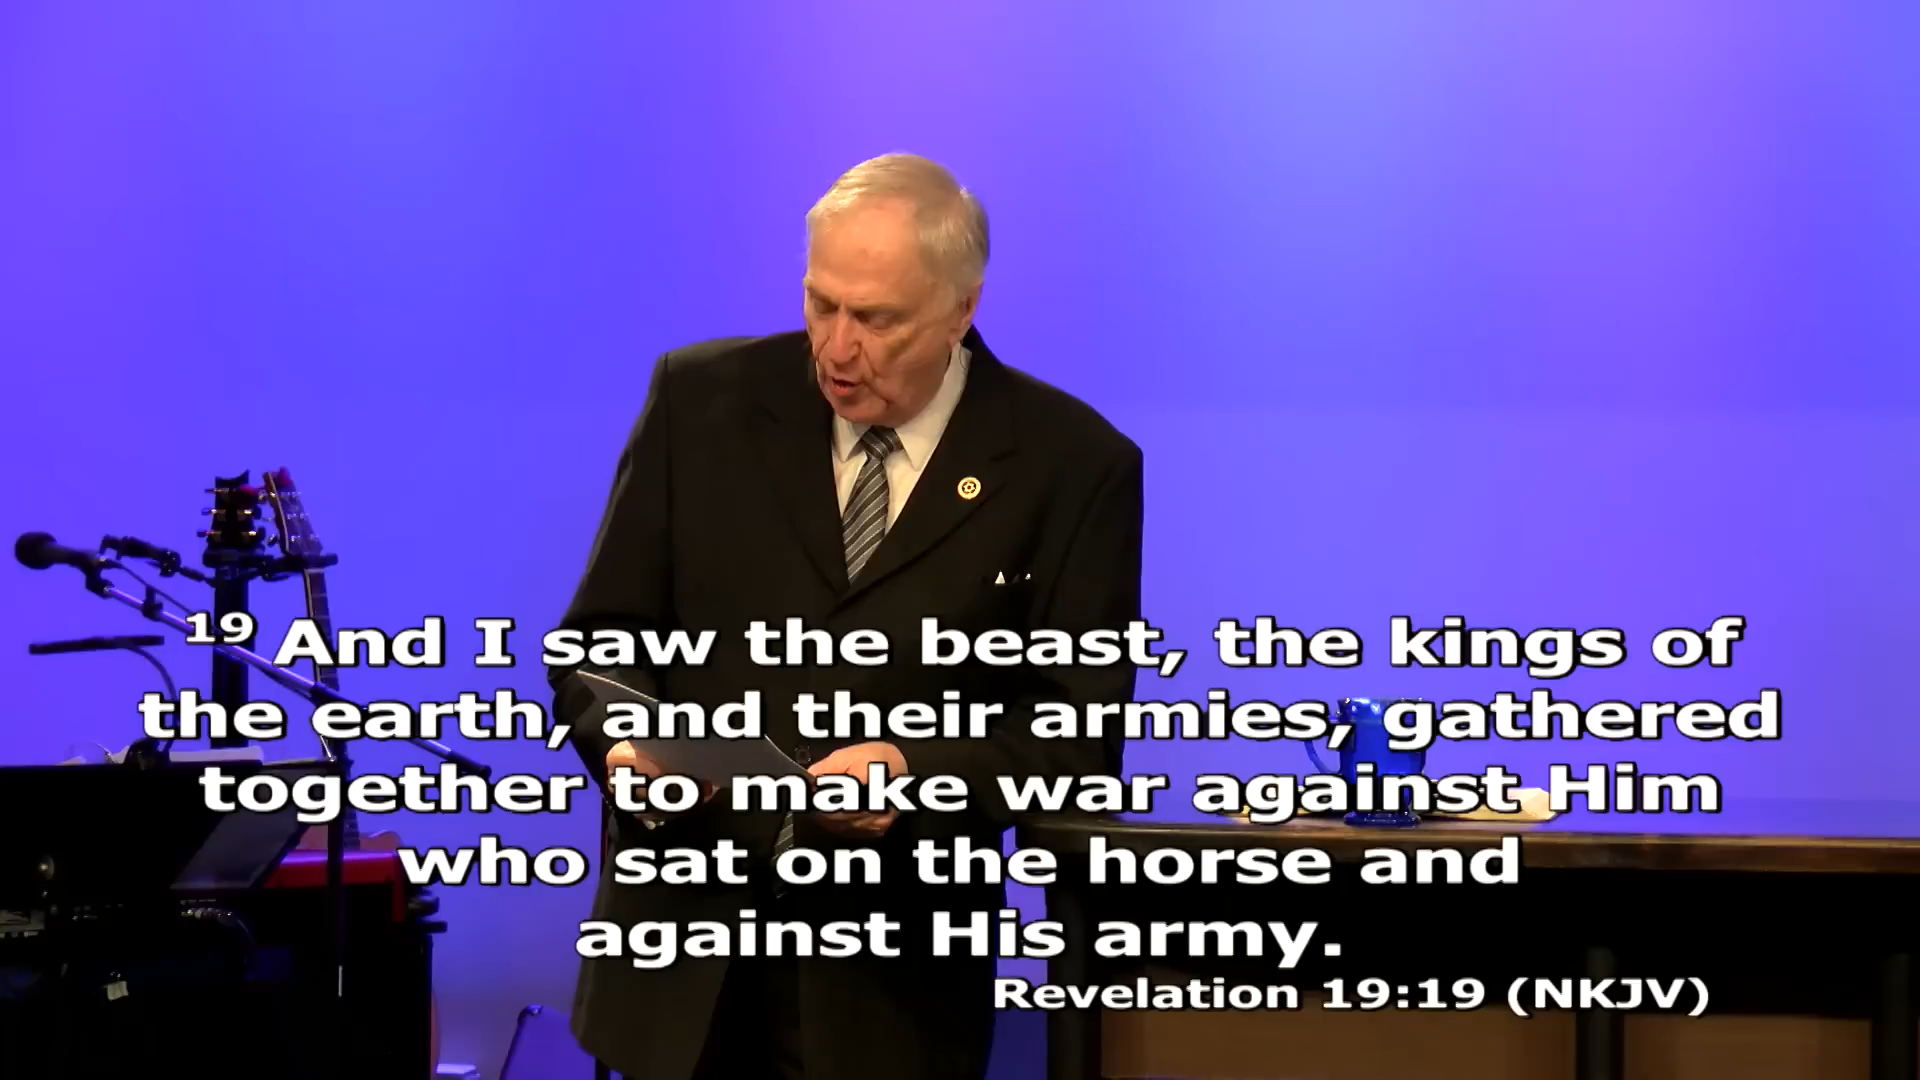 19 And I saw the beast, the kings of
the earth, and their armies, gathered
together to make war against Him
who sat on the horse and
against His army.
Revelation 19:19 (NKJV)